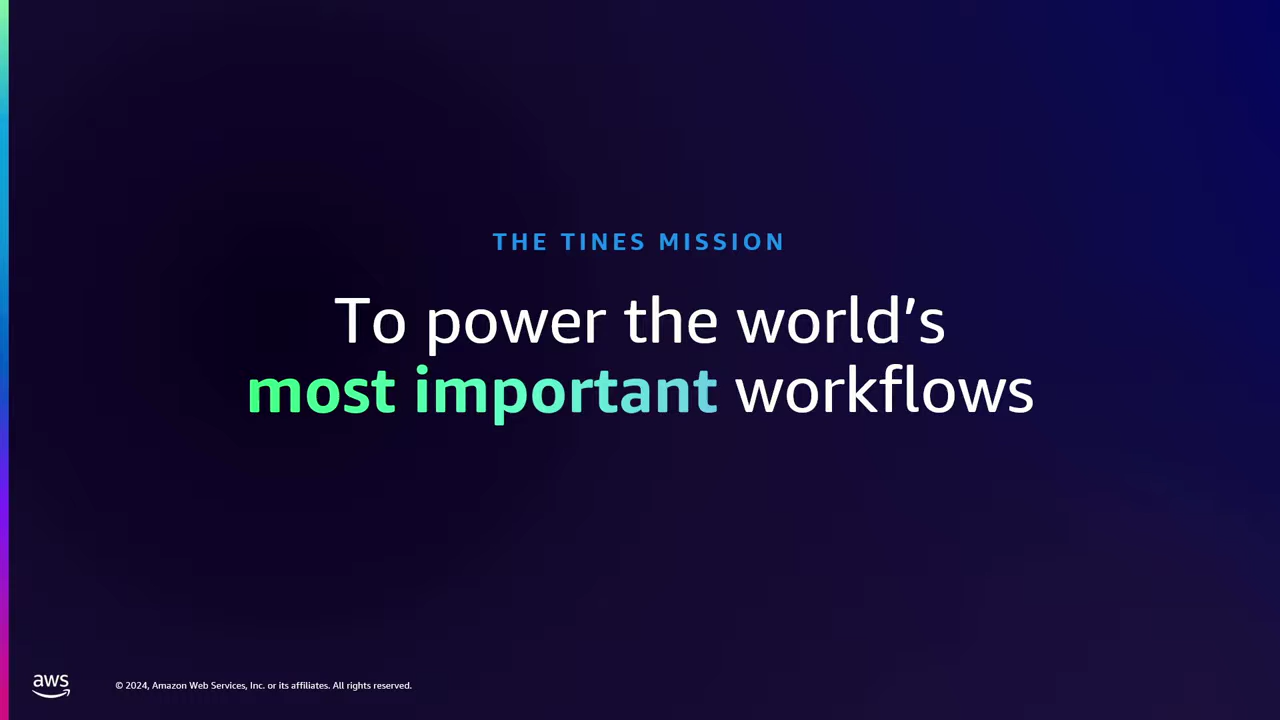 THE TINES MISSION
To power the world’s
most important workflows
aws
© 2024, Amazon Web Services, Inc. or its affiliates. All rights reserved.